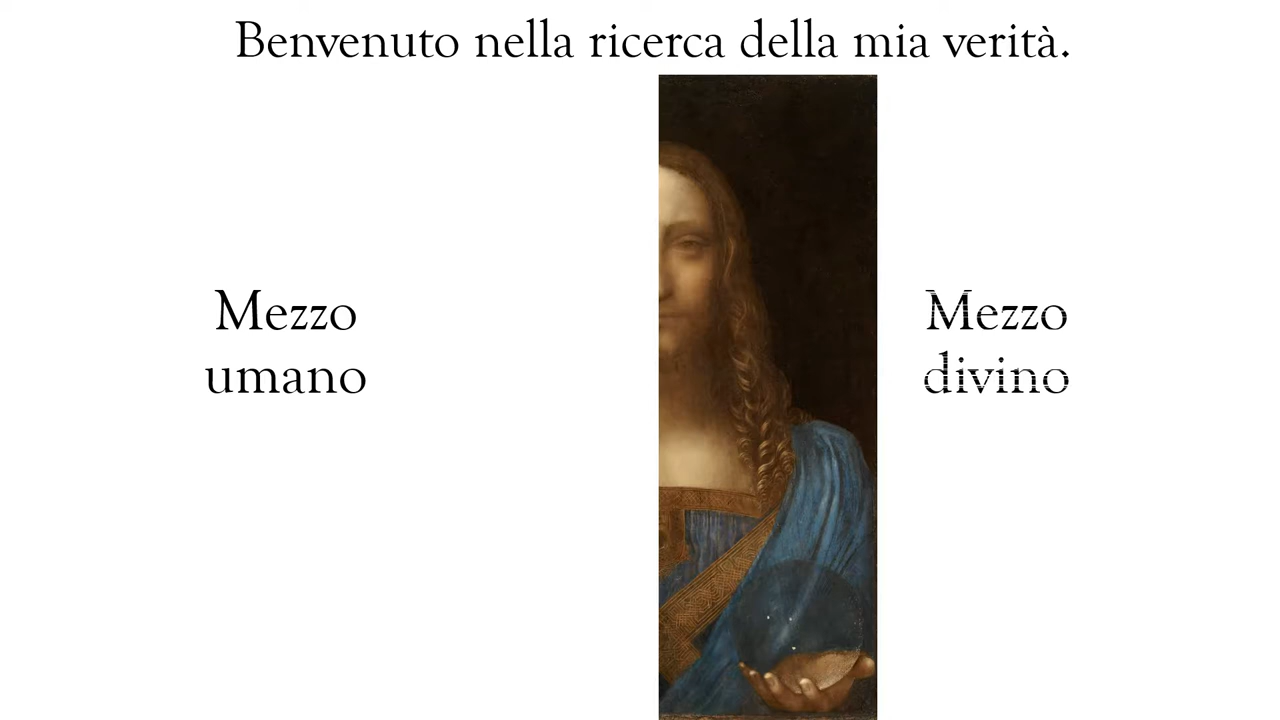 Benvenuto nella ricerca della mia verità.
Mezzo
umano
Mezzo
divino